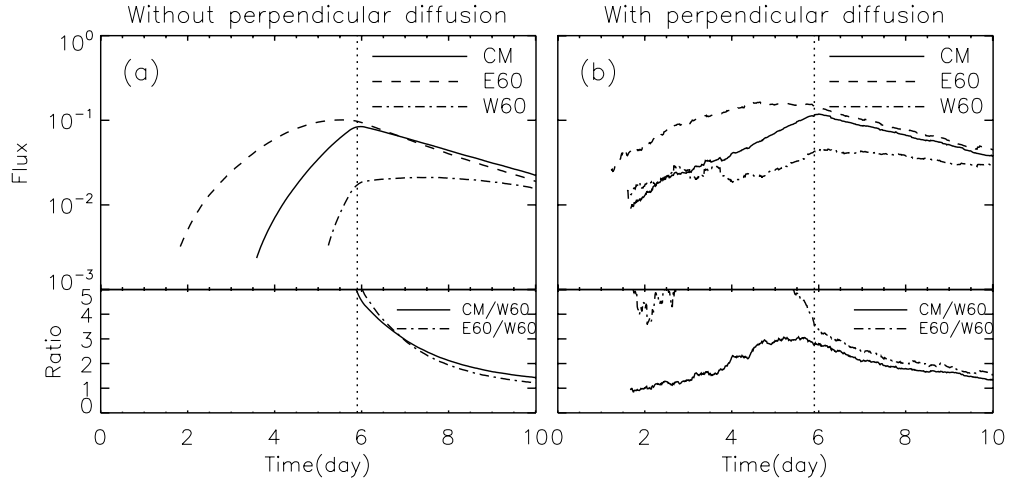 Without perpendicular diffusion
With perpendicular diffusion
10^0
(a)
CM
E60
W60
(b)
CM
E60
W60
10^-1
Flux
10^-2
10^-3
5
CM/W60
E60/W60
CM/W60
E60/W60
4
3
Ratio
2
1
0
0 2 4 6 8 100 2 4 6 8 10
Time(day)
Time(day)